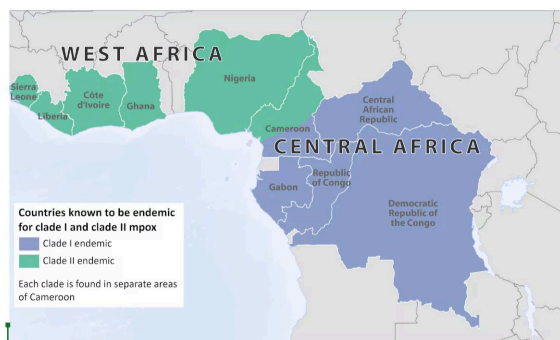 WEST AFRICA
Nigeria
Sierra
Leone
Côte
d'Ivoire
Ghana
Liberia
Central
African
Republic
Cameroon
CENTRAL AFRICA
Republic
of Congo
Gabon
Democratic
Republic of
the Congo
Countries known to be endemic
for clade I and clade II mpox
Clade I endemic
Clade II endemic
Each clade is found in separate areas
of Cameroon